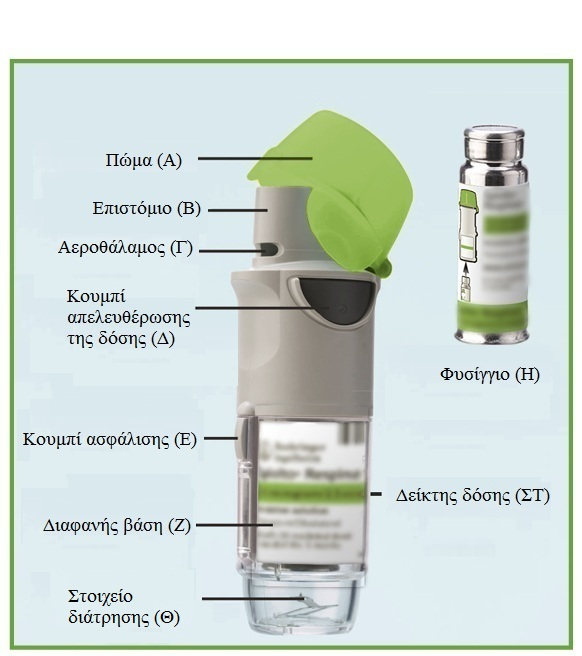 Πώμα (Α)
Επιστόμιο (Β)
Αεροθάλαμος (Γ)
Κουμπί
απελευθέρωσης
της δόσης (Δ)
Φυσίγγιο (Η)
Κουμπί ασφάλισης (Ε)
Δείκτης δόσης (ΣΤ)
Διαφανής βάση (Ζ)
Στοιχείο
διάτρησης (Θ)